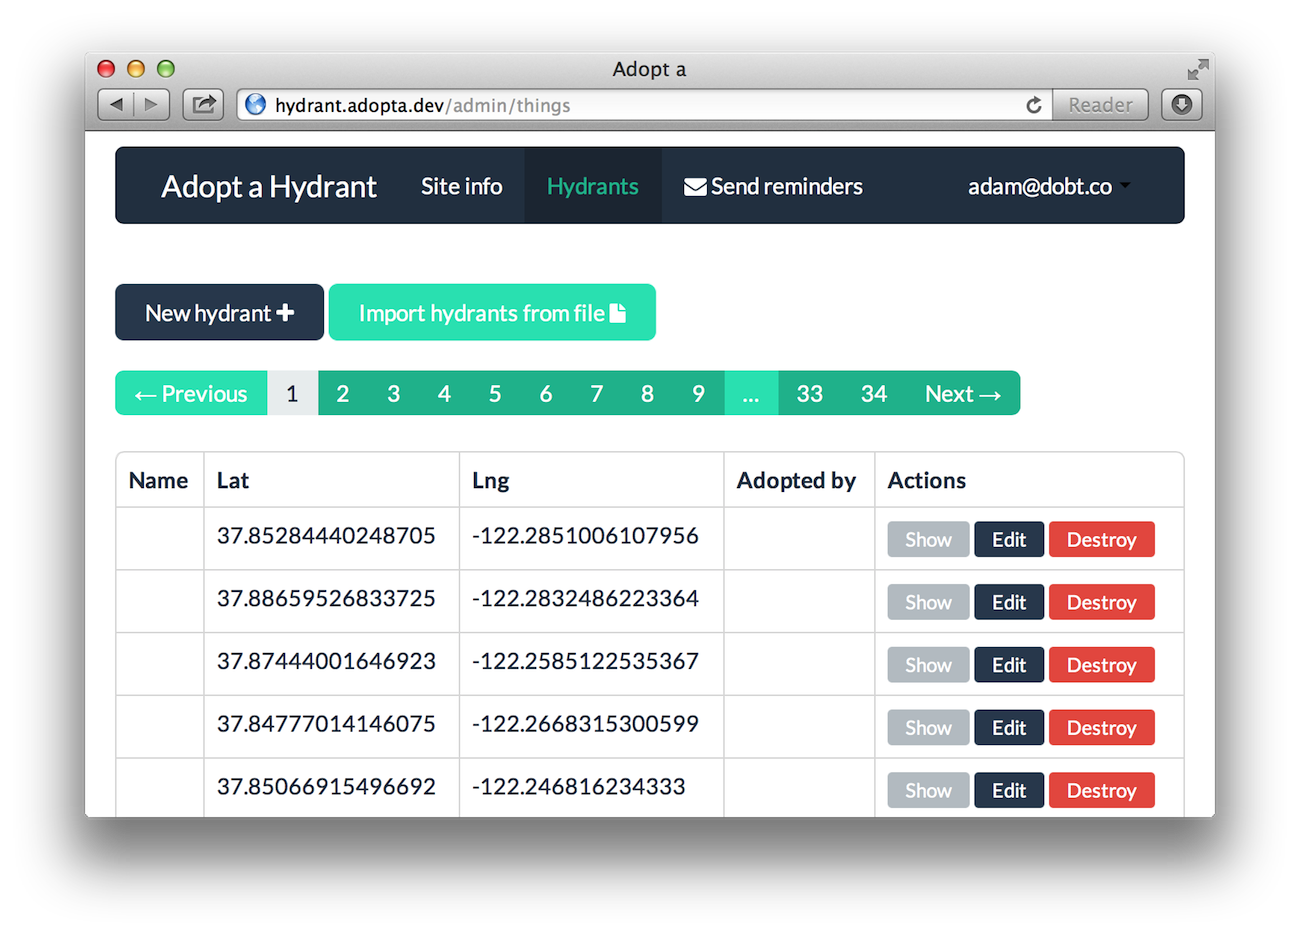 Adopt a
hydrant.adopta.dev/admin/things
Reader
Adopt a Hydrant Site info Hydrants Send reminders adam@dobt.co
New hydrant Import hydrants from file
← Previous 1 2 3 4 5 6 7 8 9 ... 33 34 Next →
Name Lat Lng Adopted by Actions
37.85284440248705 -122.2851006107956 Show Edit Destroy
37.88659526833725 -122.2832486223364 Show Edit Destroy
37.87444001646923 -122.2585122535367 Show Edit Destroy
37.84777014146075 -122.2668315300599 Show Edit Destroy
37.85066915496692 -122.246816234333 Show Edit Destroy